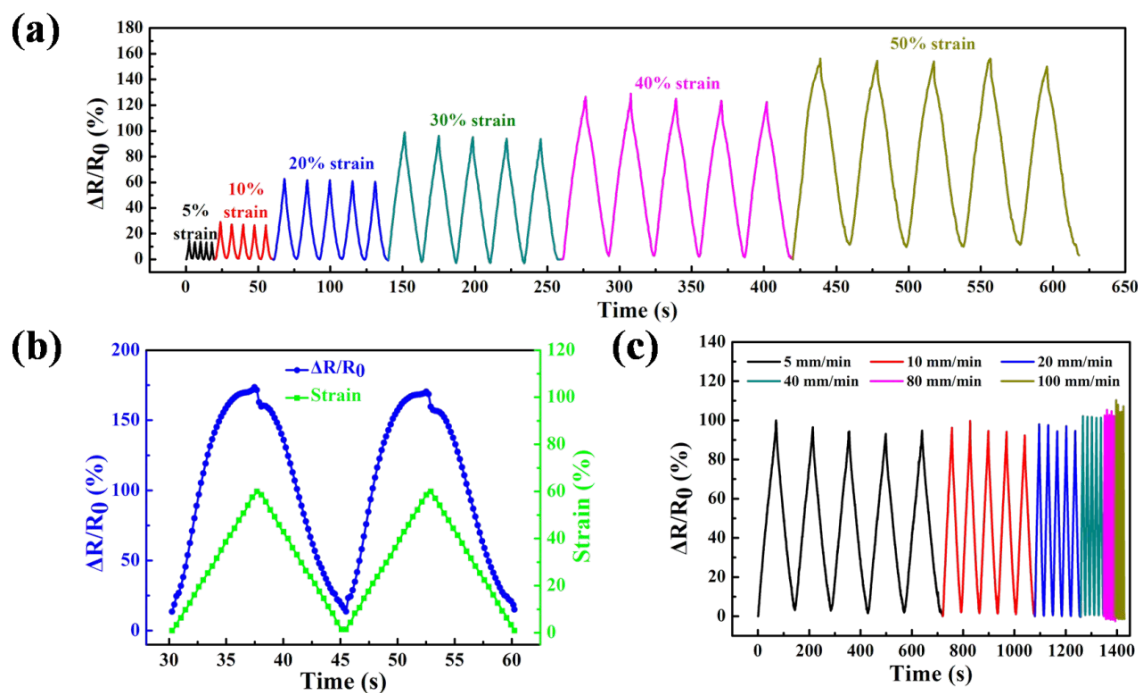 (a)
180
160
140
120
100
80
60
40
20
0
ΔR/R0 (%)
5%
strain
10%
strain
20% strain
30% strain
40% strain
50% strain
0 50 100 150 200 250 300 350 400 450 500 550 600 650
Time (s)
(b)
200
150
100
50
0
ΔR/R0 (%)
ΔR/R0
Strain
120
100
80
60
40
20
0
Strain (%)
30 35 40 45 50 55 60
Time (s)
(c)
140
120
100
80
60
40
20
0
ΔR/R0 (%)
5 mm/min 10 mm/min 20 mm/min
40 mm/min 80 mm/min 100 mm/min
0 200 400 600 800 1000 1200 1400
Time (s)